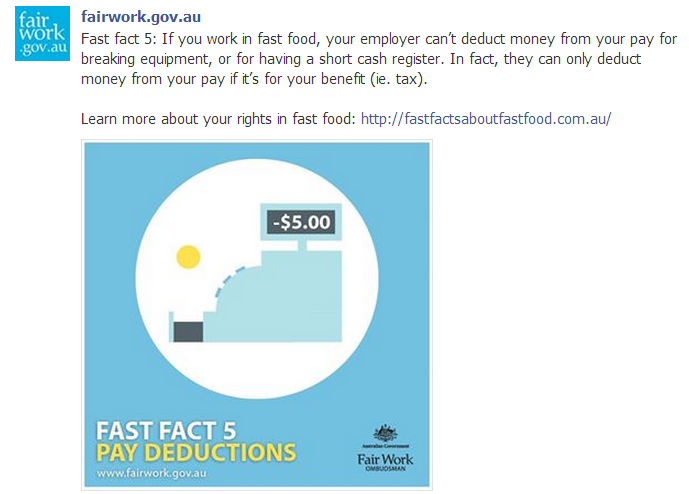 fair
work
.gov.au
fairwork.gov.au
Fast fact 5: If you work in fast food, your employer can't deduct money from your pay for
breaking equipment, or for having a short cash register. In fact, they can only deduct
money from your pay if it's for your benefit (ie. tax).
Learn more about your rights in fast food: http://fastfactsaboutfastfood.com.au/
-$5.00
FAST FACT 5
PAY DEDUCTIONS
www.fairwork.gov.au
Australian Government
Fair Work
OMBUDSMAN